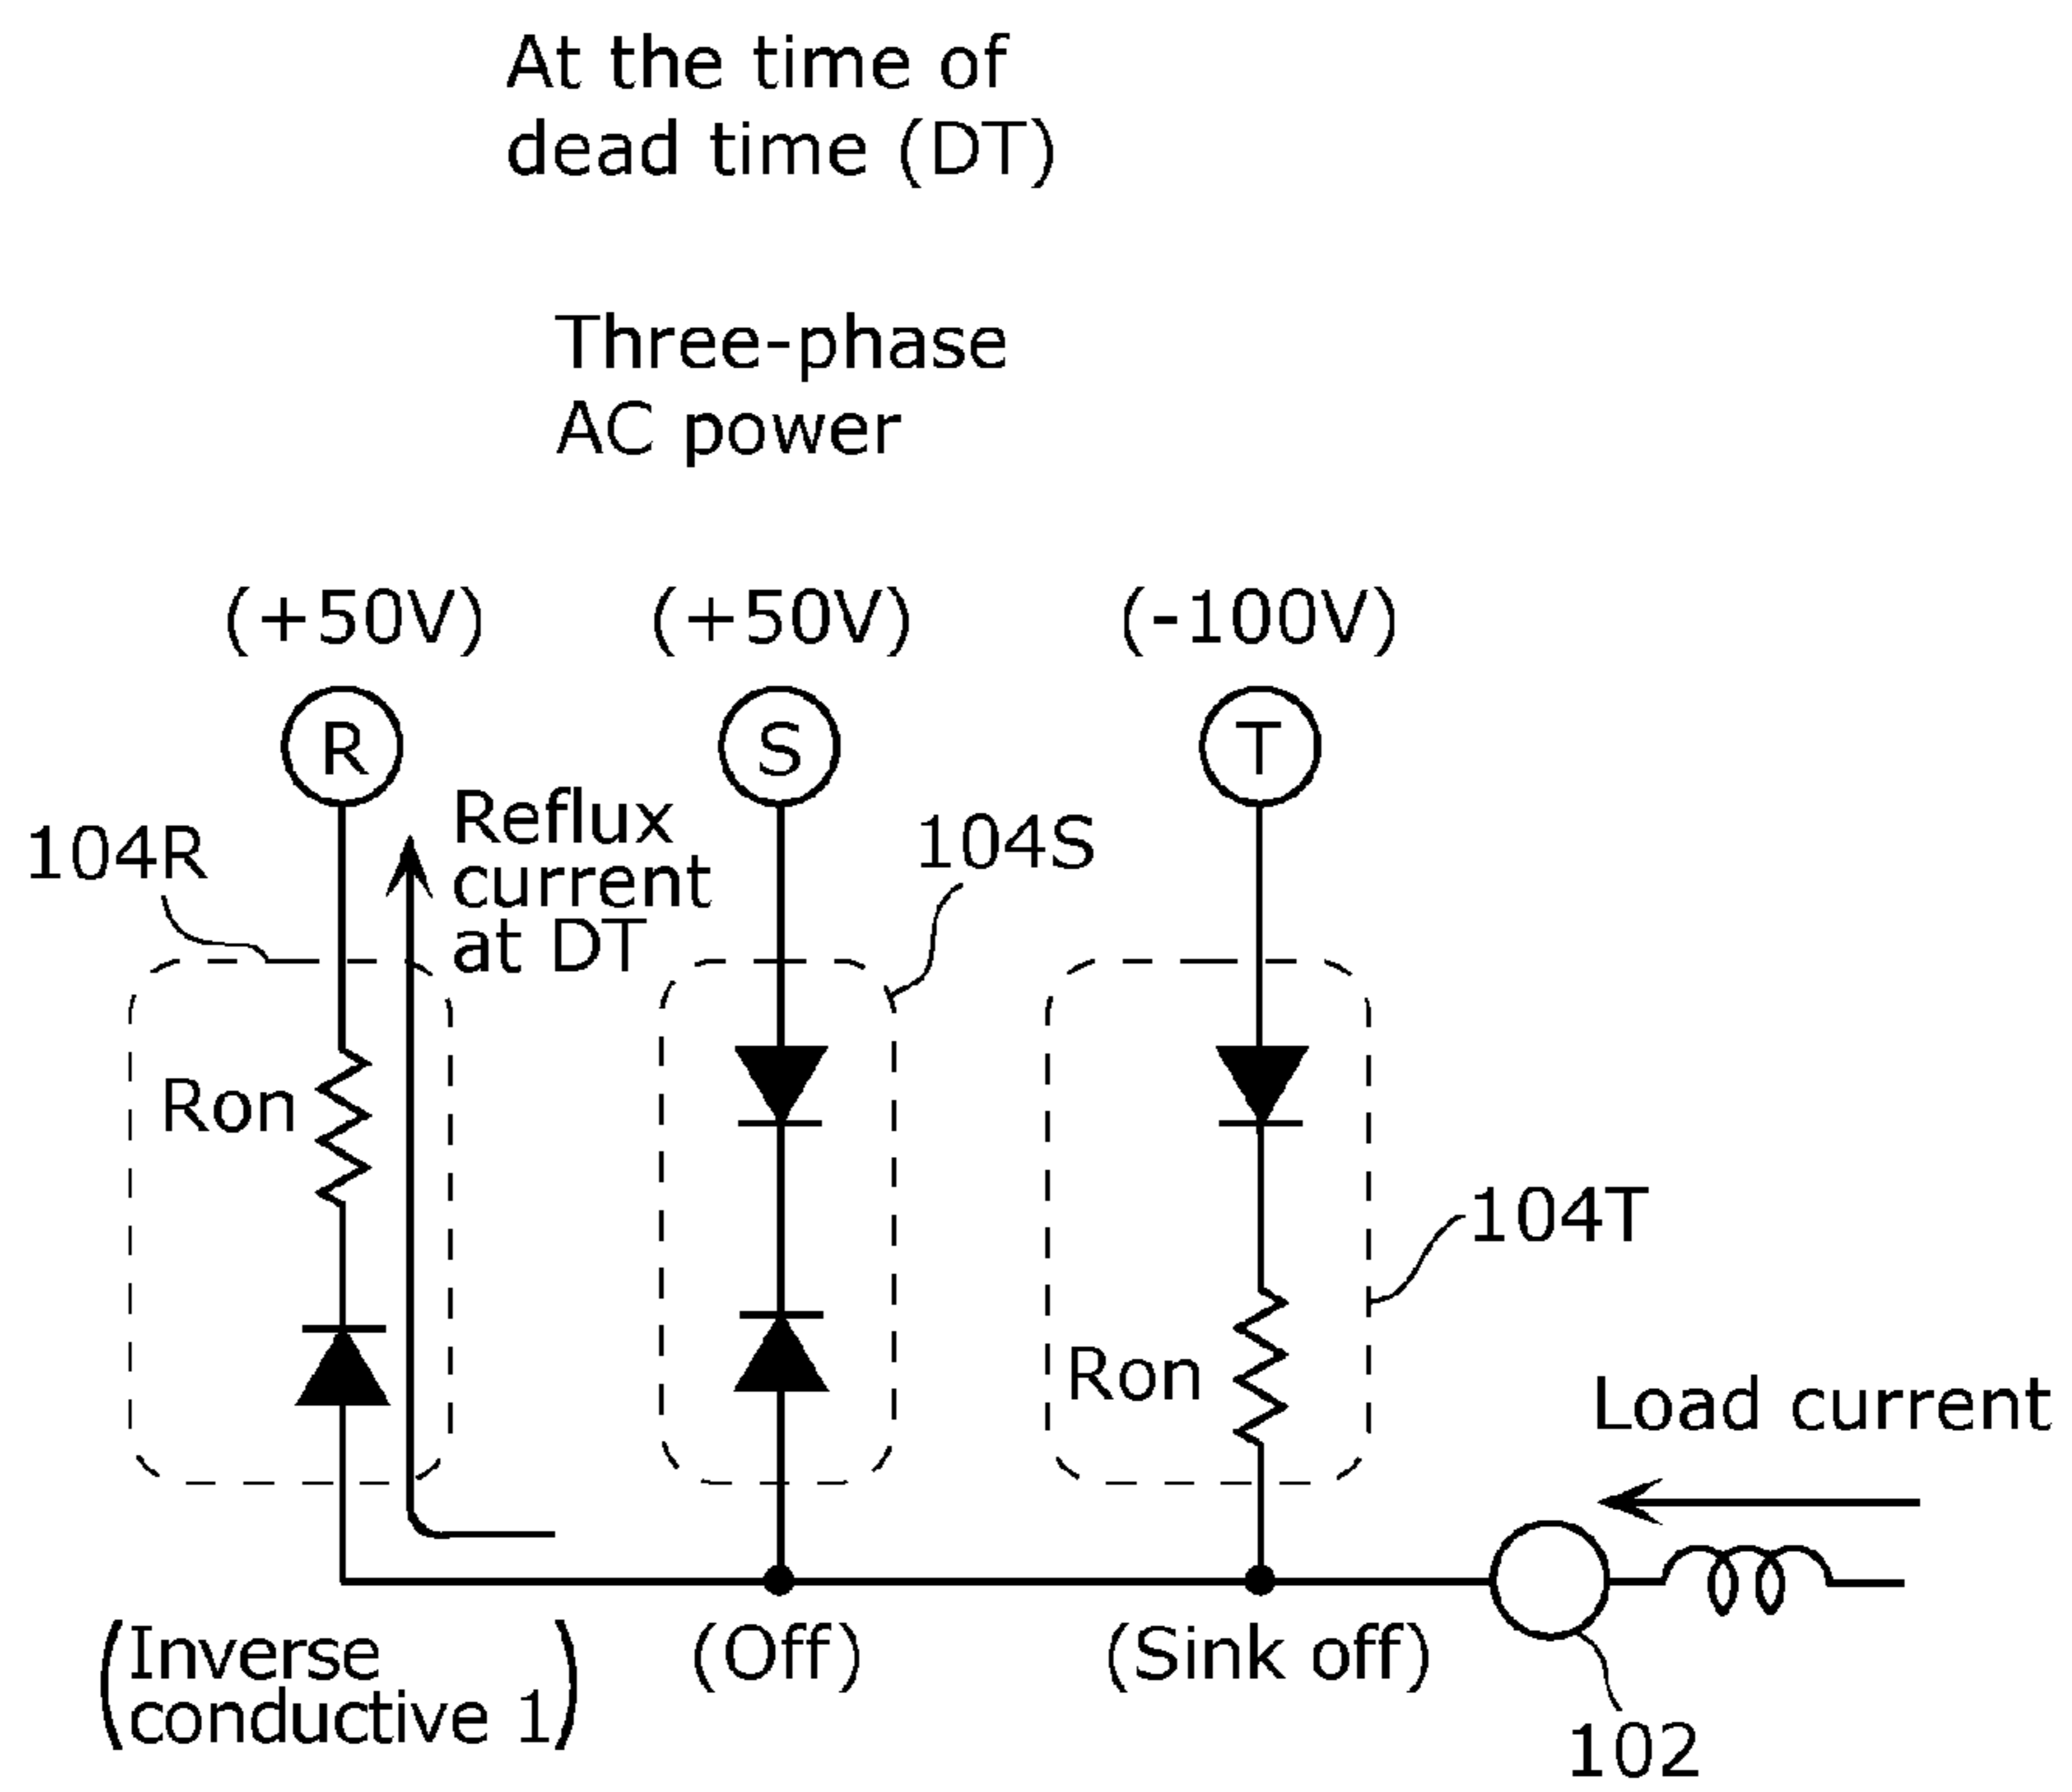 At the time of
dead time (DT)
Three-phase
AC power
(+50V) (+50V) (-100V)
R S T
Reflux
current
at DT
104R
104S
Ron
104T
Ron
Load current
(Inverse
conductive 1)
(Off)
(Sink off)
102